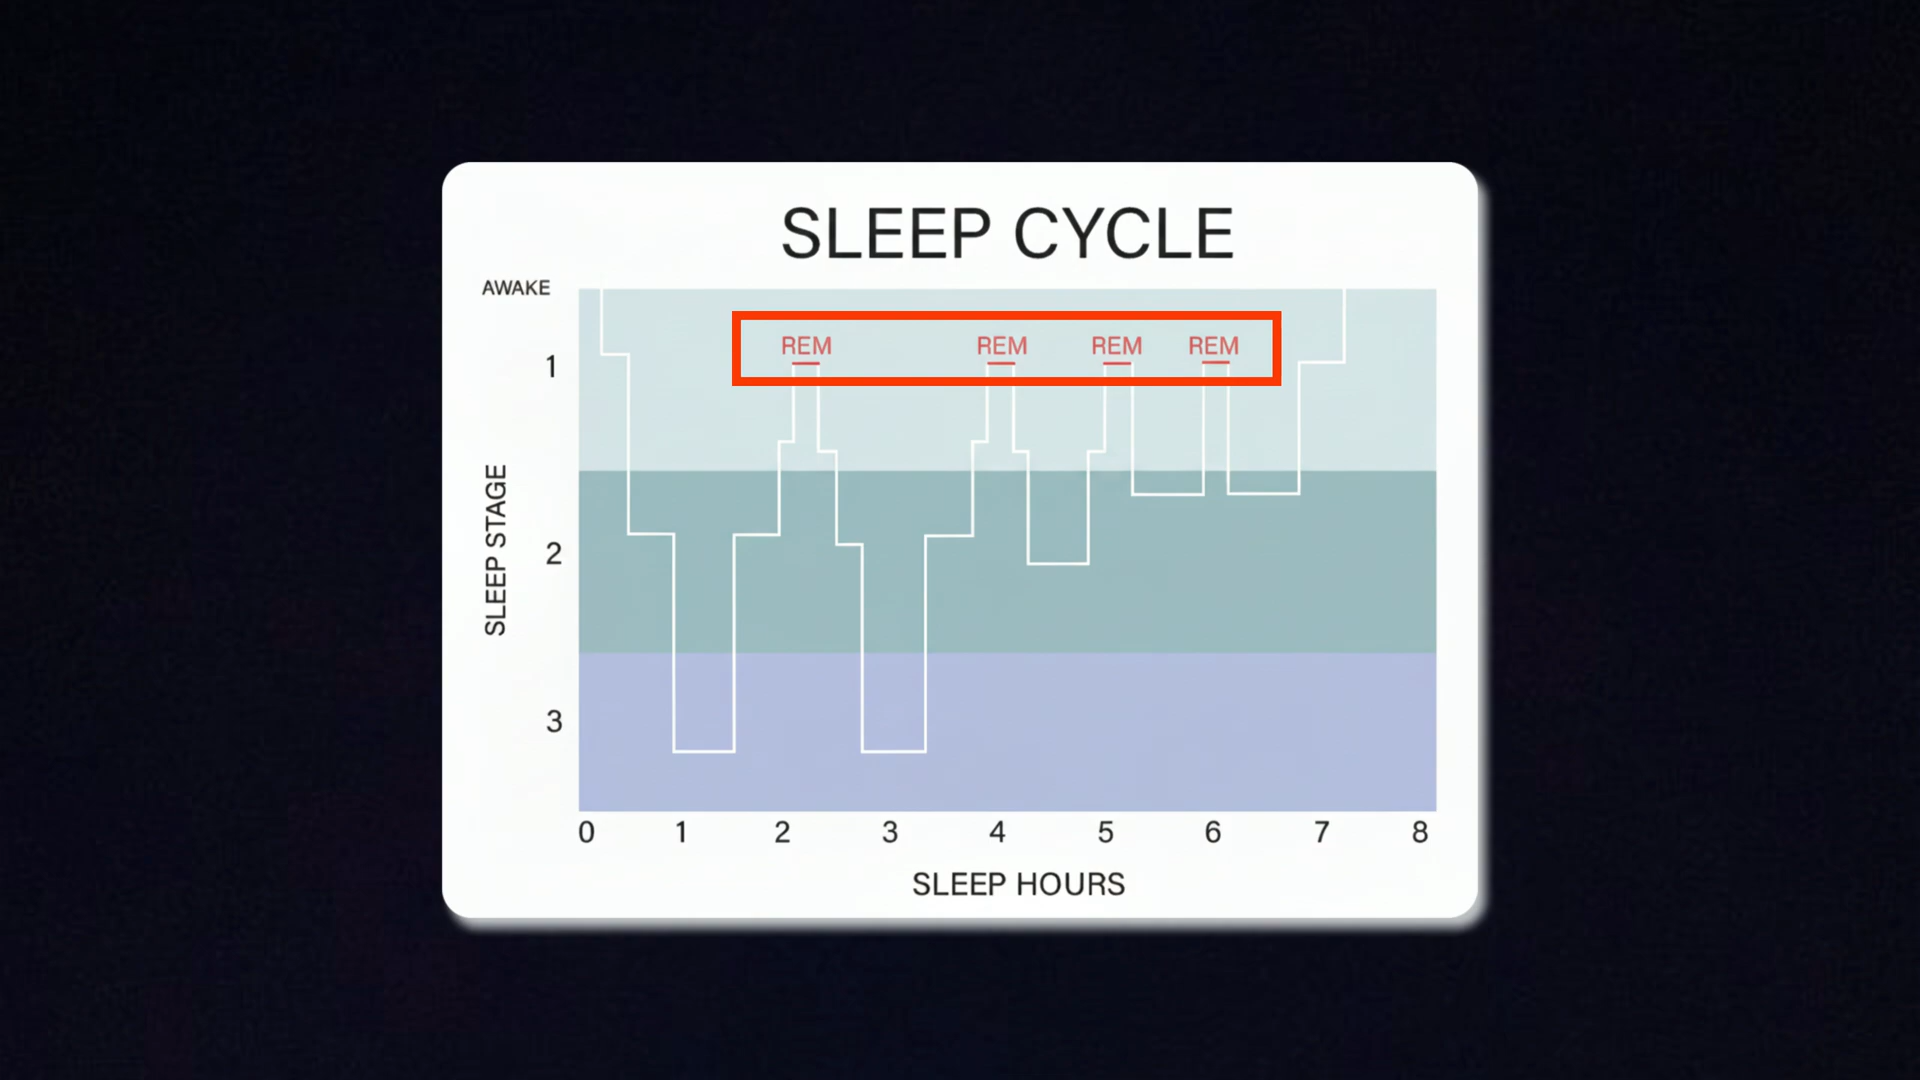 SLEEP CYCLE
AWAKE
REM REM REM REM
1
2
3
SLEEP STAGE
0 1 2 3 4 5 6 7 8
SLEEP HOURS